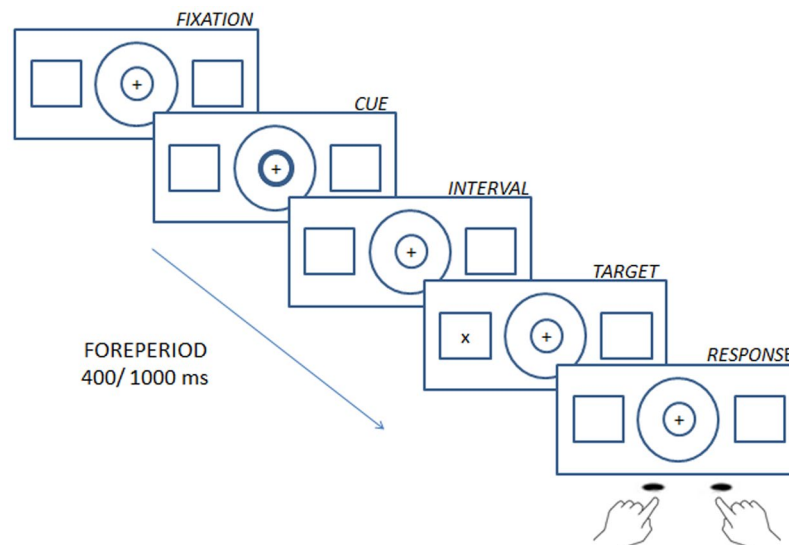 FIXATION
+
CUE
+
INTERVAL
+
TARGET
x +
RESPONSE
+
FOREPERIOD
400/ 1000 ms